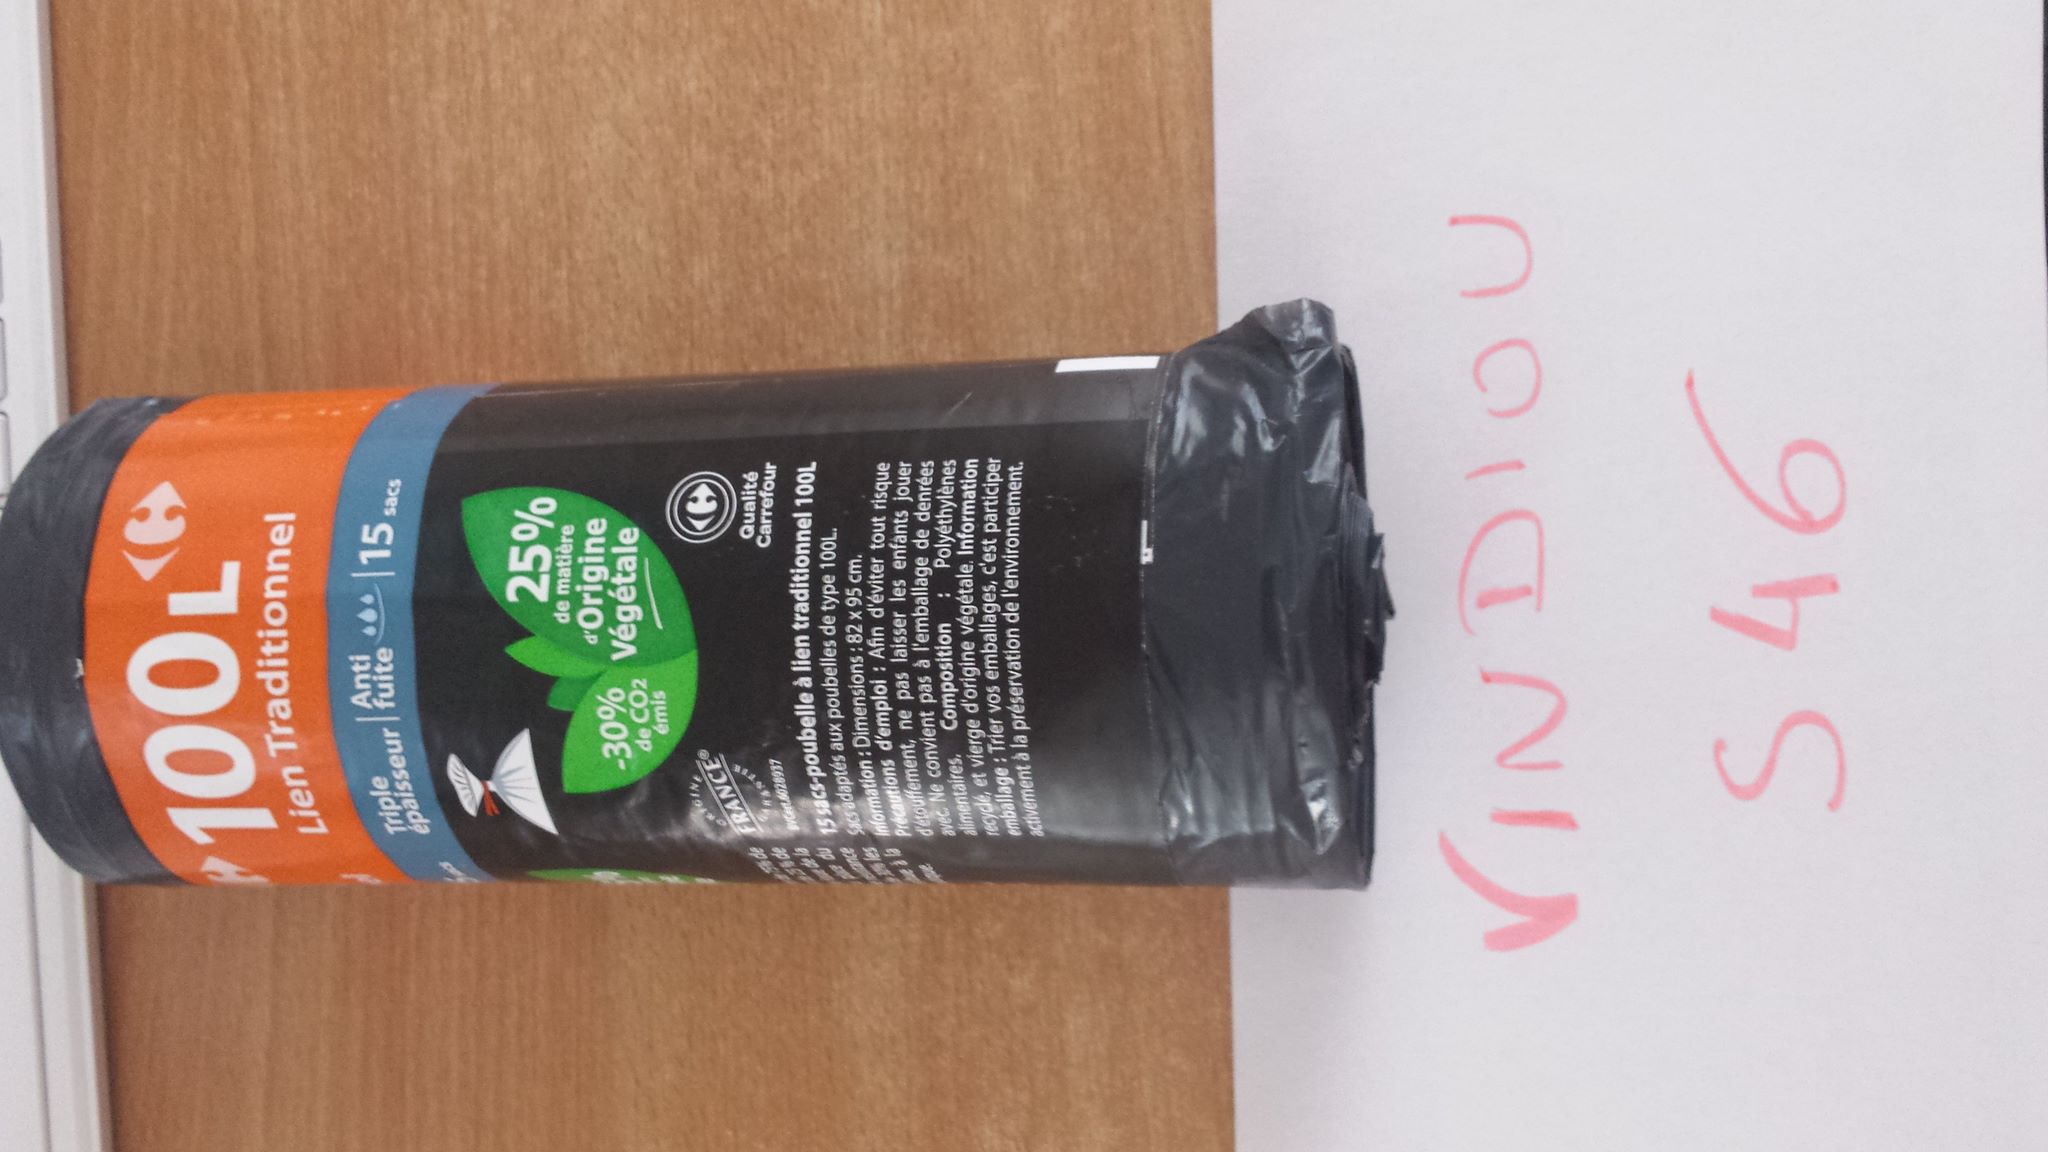 100L
Lien Traditionnel
Triple épaisseur
Anti fuite
15 sacs
-30%
de CO2
émis
25%
de matière
d'Origine
végétale
ORIGINE
FRANCE®
Qualité
Carrefour
15 sacs-poubelle à lien traditionnel 100L
Sacs adaptés aux poubelles de type 100L.
Information : Dimensions : 82 x 95 cm.
Précautions d'emploi : Afin d'éviter tout risque
d'étouffement, ne pas laisser les enfants jouer
avec. Ne convient pas à l'emballage de denrées
alimentaires. Composition : Polyéthylènes
recyclé, et vierge d'origine végétale. Information
emballage : Trier vos emballages, c'est participer
activement à la préservation de l'environnement.
VINDIOU
S46